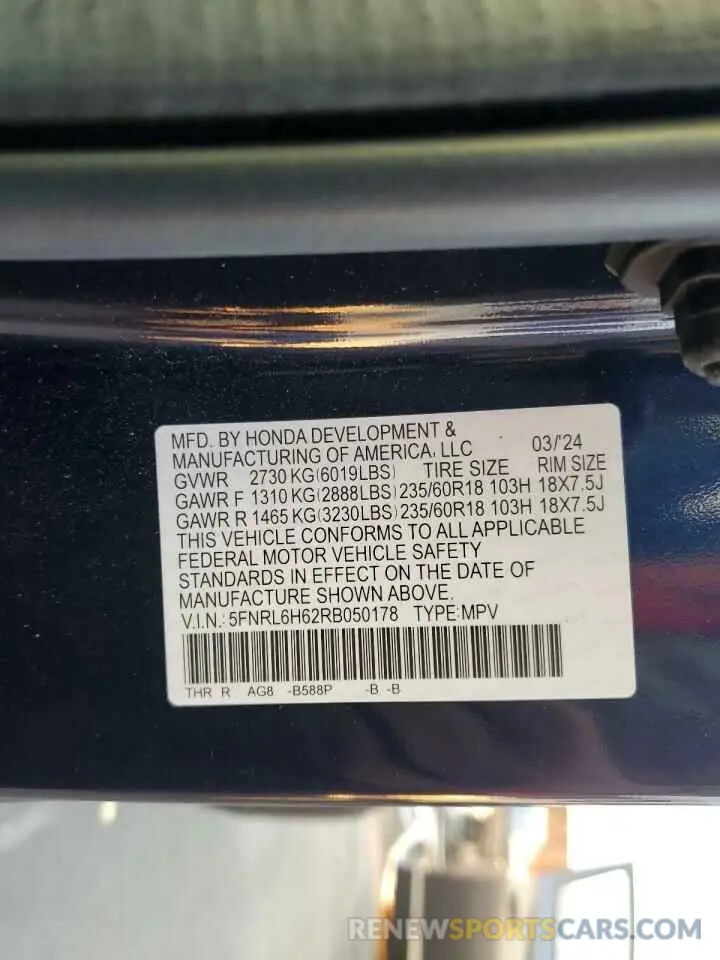 MFD. BY HONDA DEVELOPMENT &
MANUFACTURING OF AMERICA, LLC 03/'24
GVWR 2730 KG(6019LBS) TIRE SIZE RIM SIZE
GAWR F 1310 KG(2888LBS) 235/60R18 103H 18X7.5J
GAWR R 1465 KG(3230LBS) 235/60R18 103H 18X7.5J
THIS VEHICLE CONFORMS TO ALL APPLICABLE
FEDERAL MOTOR VEHICLE SAFETY
STANDARDS IN EFFECT ON THE DATE OF
MANUFACTURE SHOWN ABOVE.
V.I.N.: 5FNRL6H62RB050178 TYPE:MPV
THR R AG8 -B588P -B -B
RENEWSPORTSCARS.COM